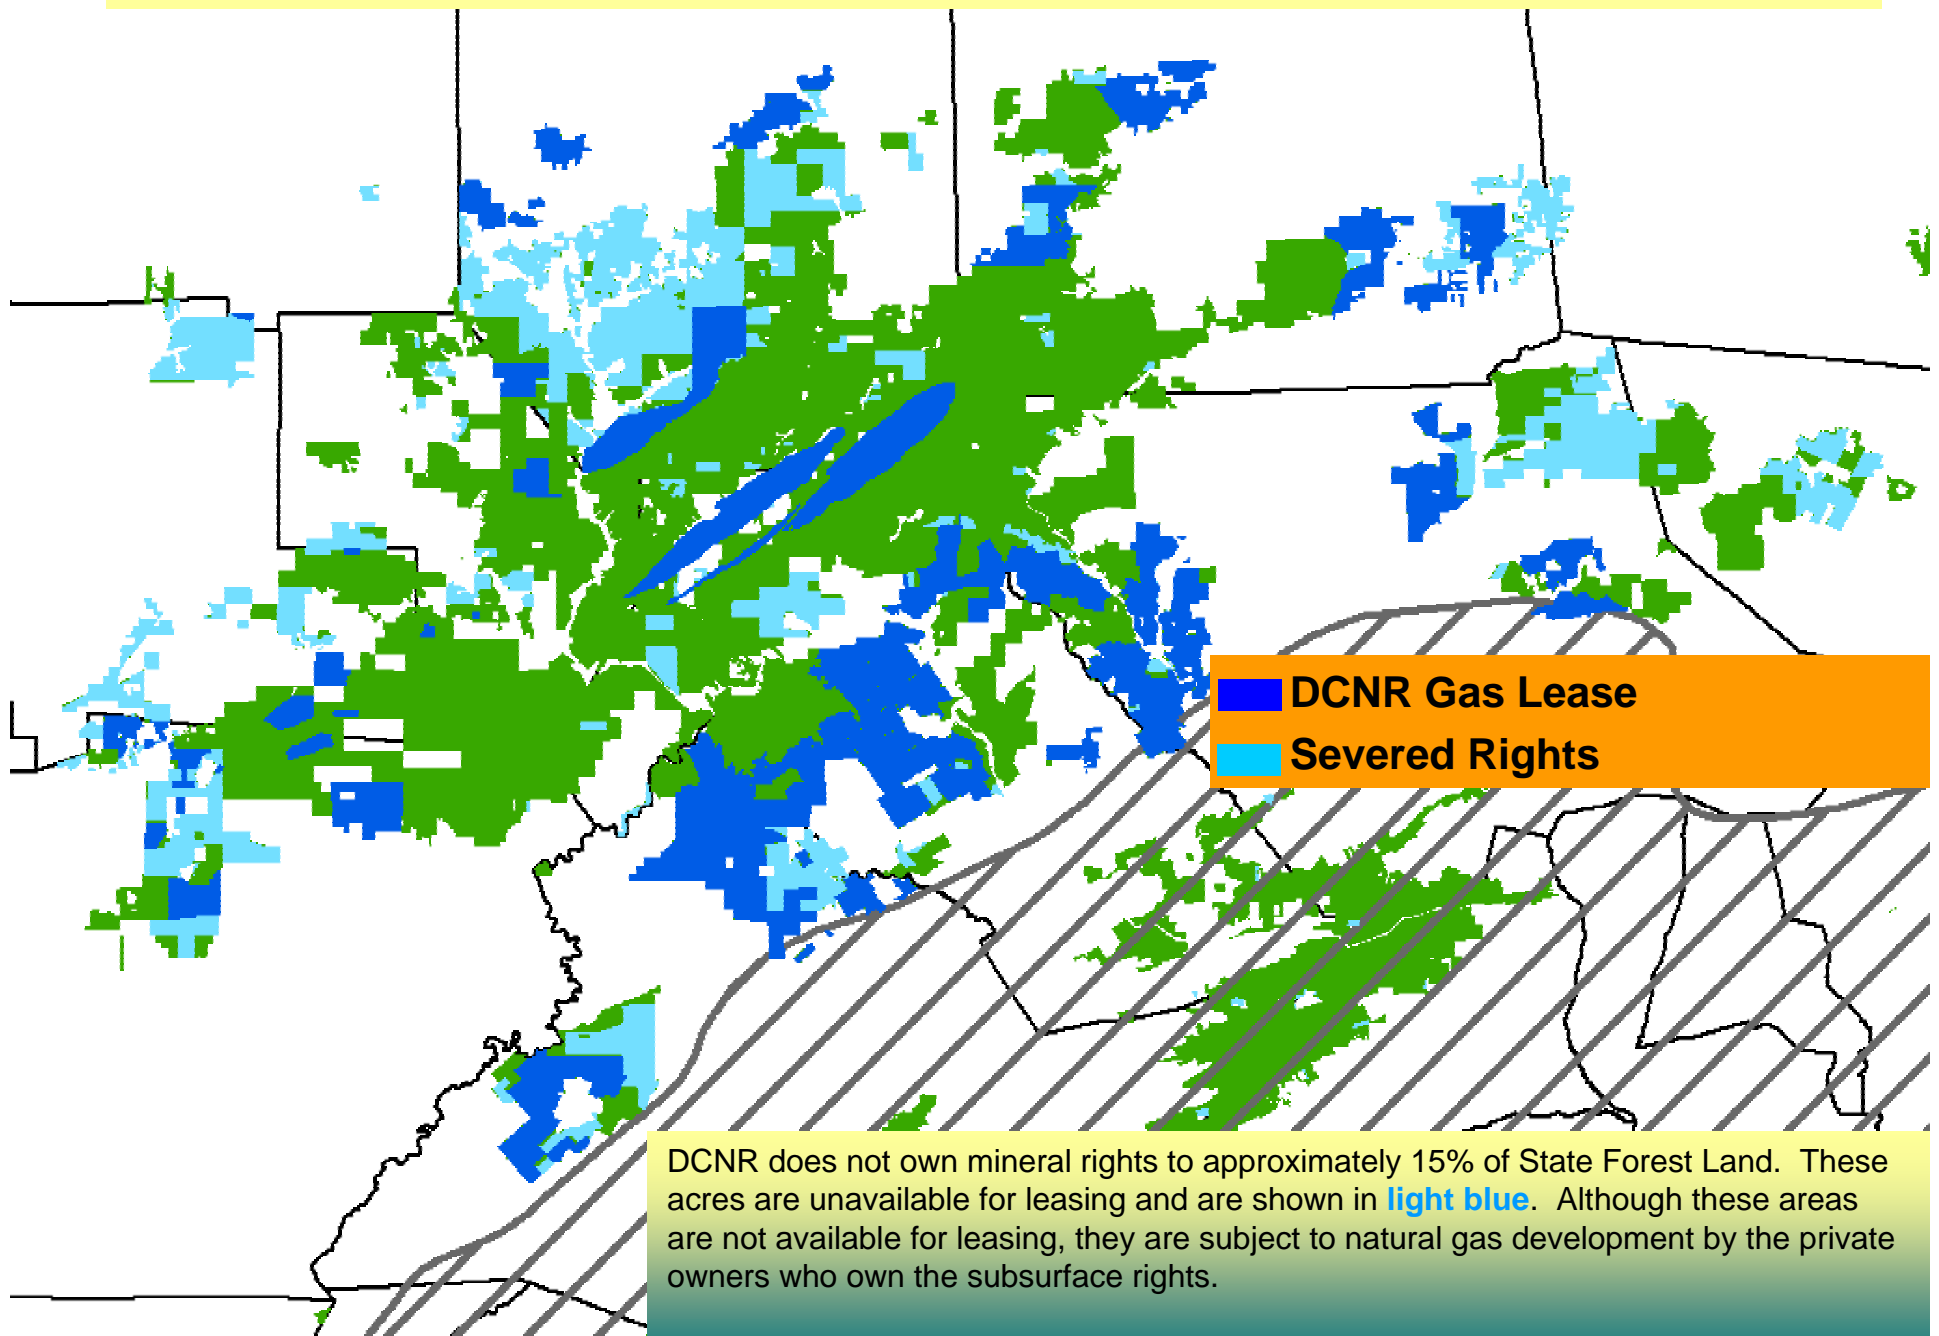 DCNR Gas Lease
Severed Rights
DCNR does not own mineral rights to approximately 15% of State Forest Land.  These
acres are unavailable for leasing and are shown in light blue.  Although these areas
are not available for leasing, they are subject to natural gas development by the private
owners who own the subsurface rights.